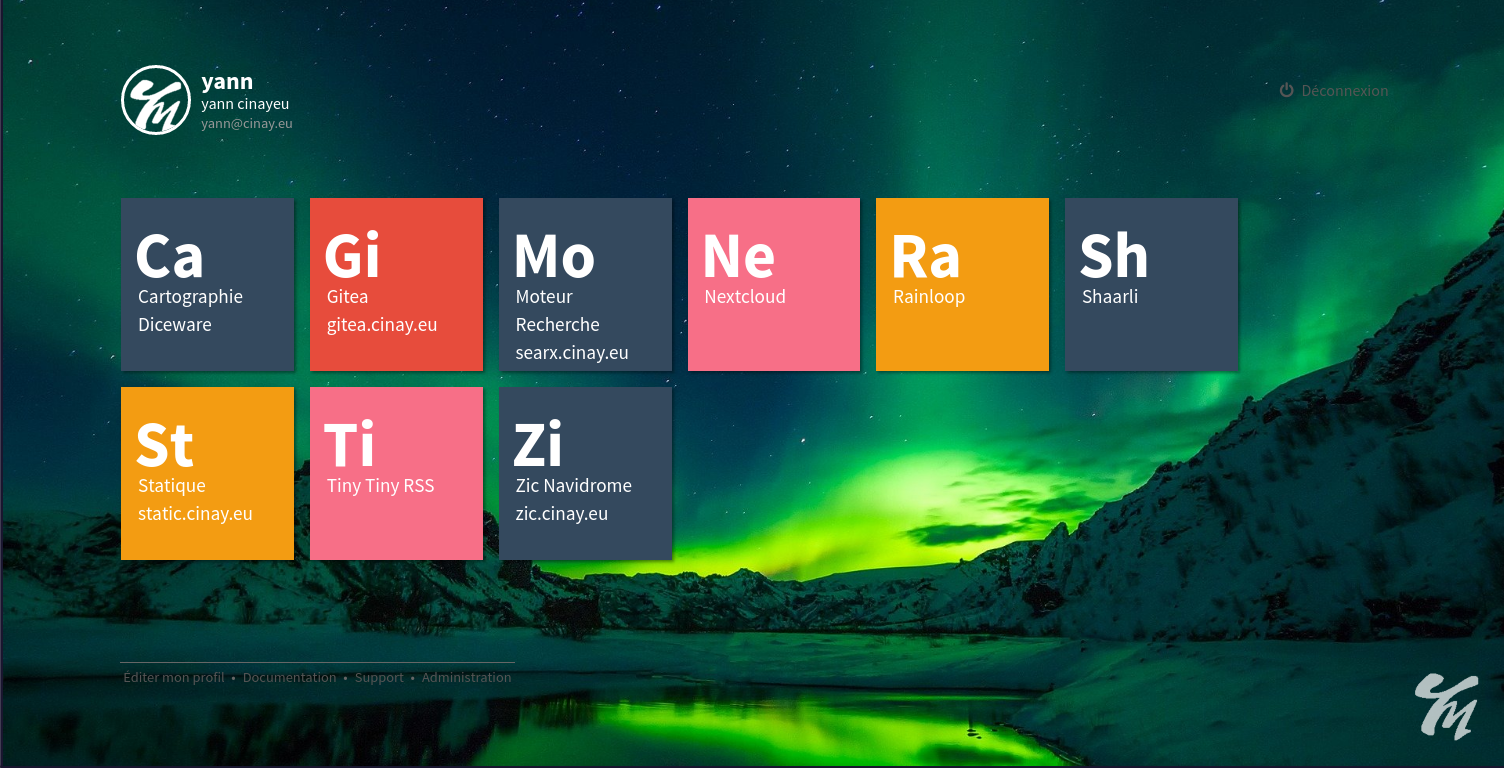 yann
yann cinayeu
yann@cinay.eu
Déconnexion
Ca
Cartographie
Diceware
Gi
Gitea
gitea.cinay.eu
Mo
Moteur
Recherche
searx.cinay.eu
Ne
Nextcloud
Ra
Rainloop
Sh
Shaarli
St
Statique
static.cinay.eu
Ti
Tiny Tiny RSS
Zi
Zic Navidrome
zic.cinay.eu
Éditer mon profil • Documentation • Support • Administration